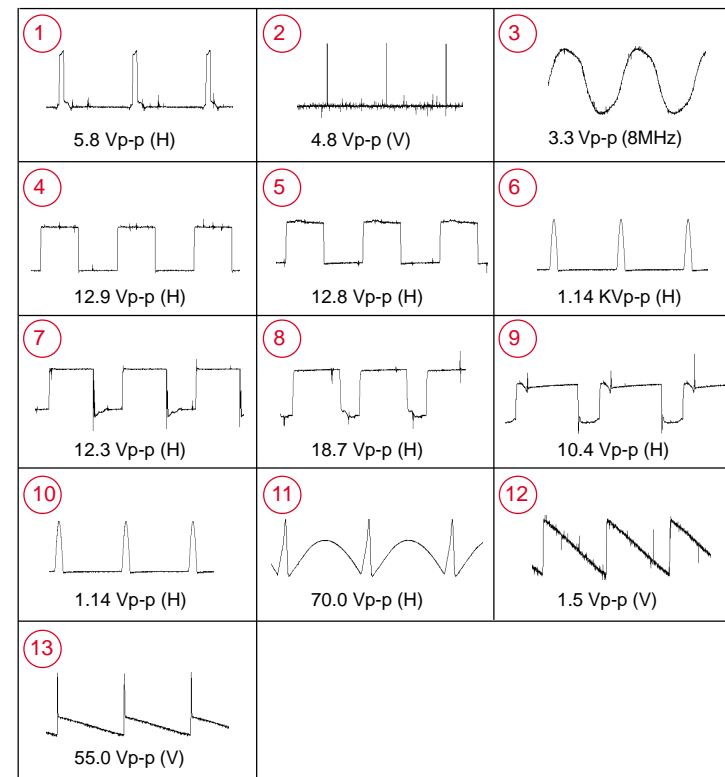 1
5.8 Vp-p (H)
2
4.8 Vp-p (V)
3
3.3 Vp-p (8MHz)
4
12.9 Vp-p (H)
5
12.8 Vp-p (H)
6
1.14 KVp-p (H)
7
12.3 Vp-p (H)
8
18.7 Vp-p (H)
9
10.4 Vp-p (H)
10
1.14 Vp-p (H)
11
70.0 Vp-p (H)
12
1.5 Vp-p (V)
13
55.0 Vp-p (V)